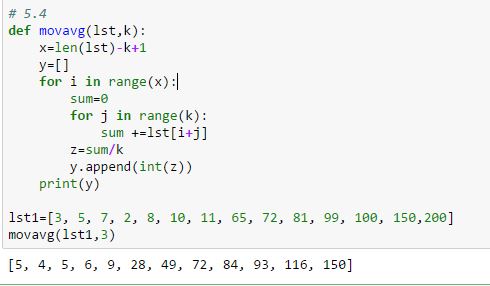 # 5.4
def movavg(lst,k):
    x=len(lst)-k+1
    y=[]
    for i in range(x):
        sum=0
        for j in range(k):
            sum +=lst[i+j]
        z=sum/k
        y.append(int(z))
    print(y)

lst1=[3, 5, 7, 2, 8, 10, 11, 65, 72, 81, 99, 100, 150,200]
movavg(lst1,3)
[5, 4, 5, 6, 9, 28, 49, 72, 84, 93, 116, 150]